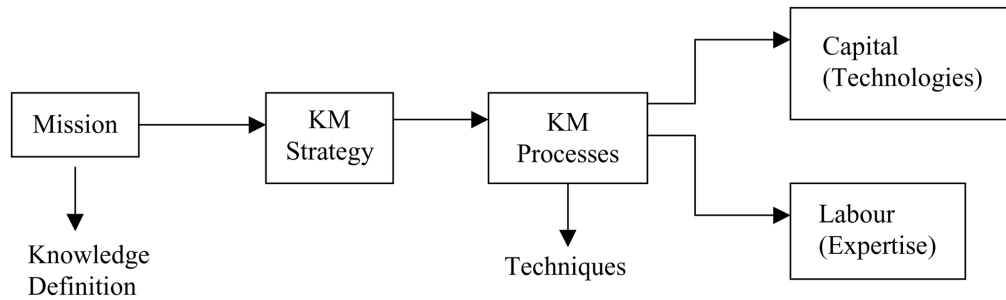 Mission
KM
Strategy
KM
Processes
Capital
(Technologies)
Labour
(Expertise)
Knowledge
Definition
Techniques